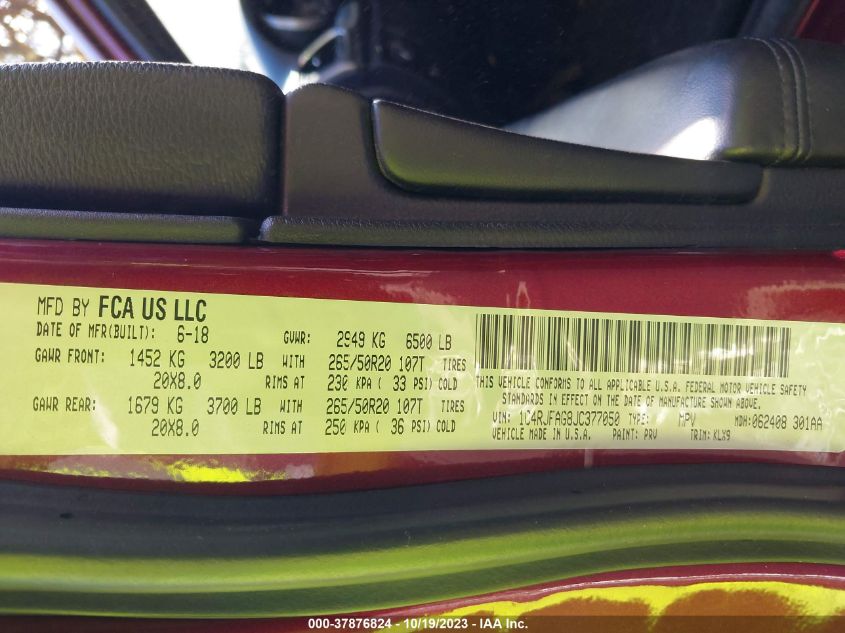 MFD BY FCA US LLC
DATE OF MFR(BUILT): 6-18 GVWR: 2949 KG 6500 LB
GAWR FRONT: 1452 KG 3200 LB WITH 265/50R20 107T TIRES
20X8.0 RIMS AT 230 KPA ( 33 PSI) COLD
GAWR REAR: 1679 KG 3700 LB WITH 265/50R20 107T TIRES
20X8.0 RIMS AT 250 KPA ( 36 PSI) COLD
THIS VEHICLE CONFORMS TO ALL APPLICABLE U.S.A. FEDERAL MOTOR VEHICLE SAFETY
STANDARDS IN EFFECT ON THE DATE OF MANUFACTURE SHOWN ABOVE.
VIN: 1C4RJFAG8JC377050 TYPE: MPV MDH:062408 301AA
VEHICLE MADE IN U.S.A. PAINT: PRV TRIM: KLX9
000-37876824 - 10/19/2023 - IAA Inc.